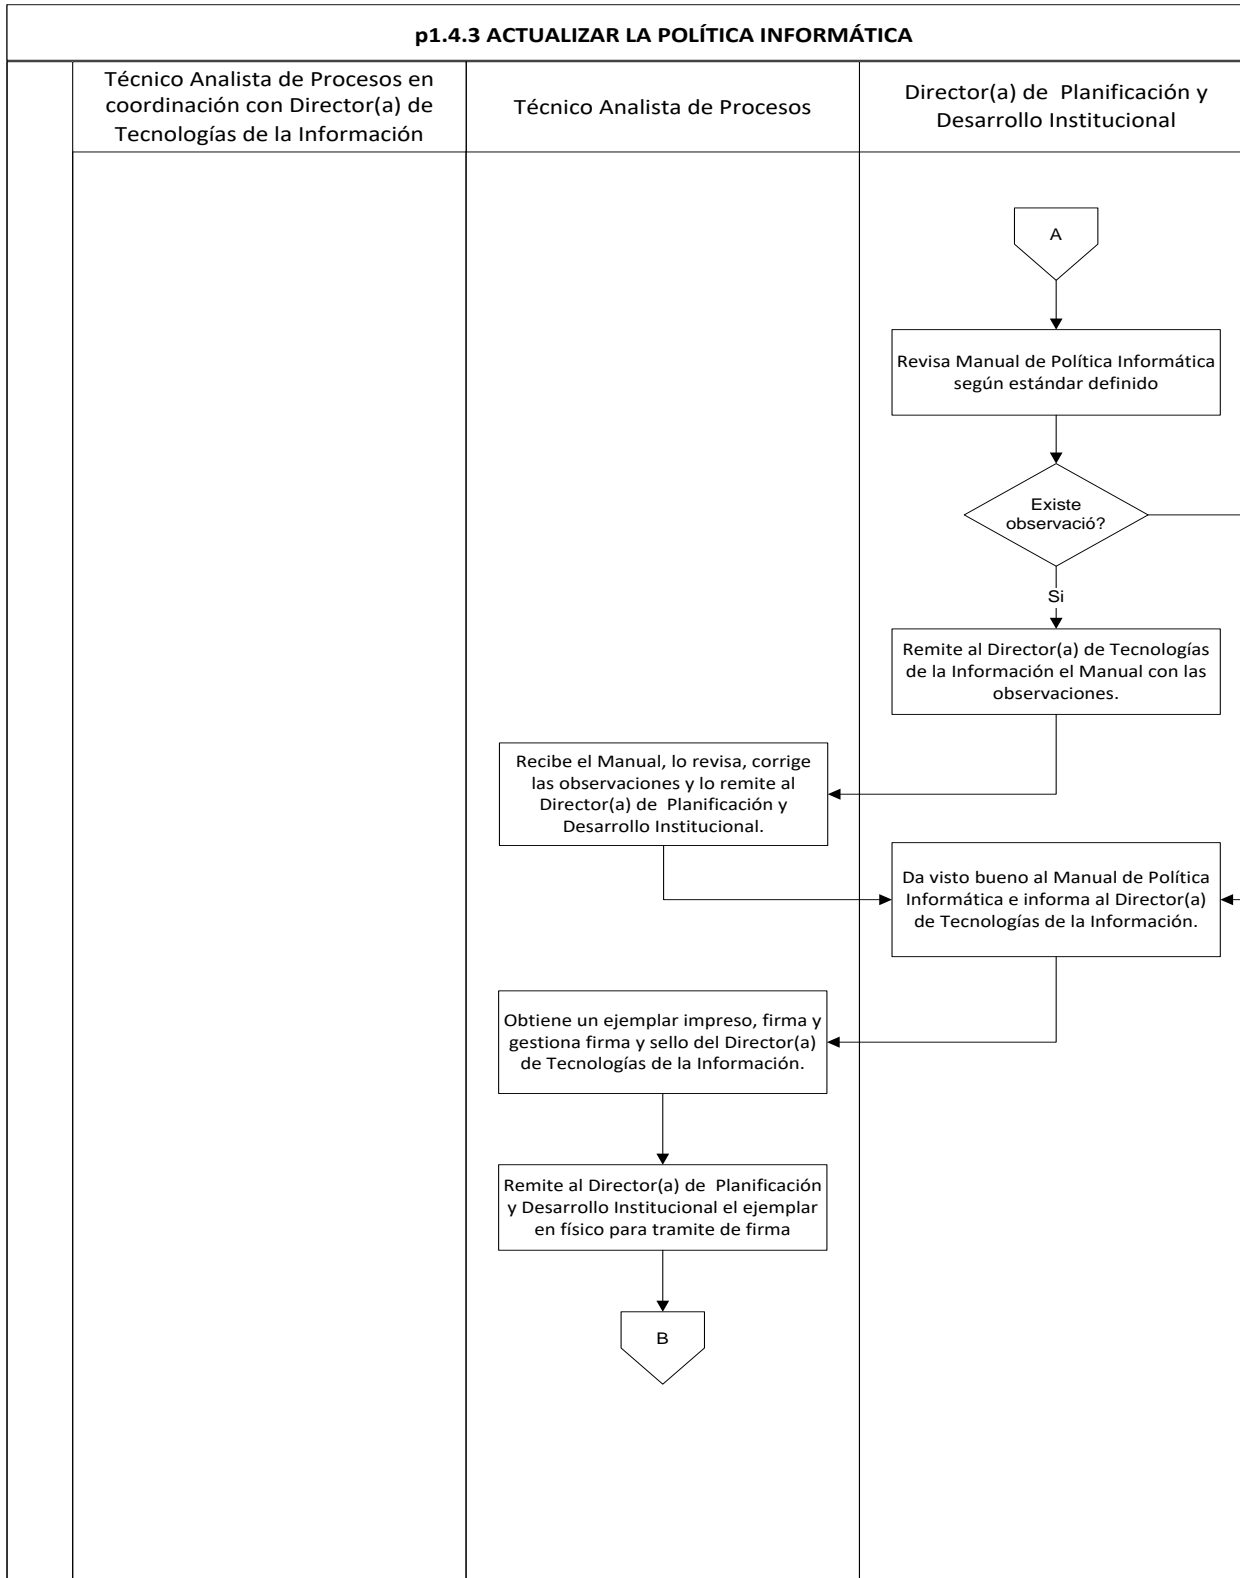 p1.4.3 ACTUALIZAR LA POLÍTICA INFORMÁTICA
Técnico Analista de Procesos en
coordinación con Director(a) de
Tecnologías de la Información
Técnico Analista de Procesos
Director(a) de  Planificación y
Desarrollo Institucional
A
Revisa Manual de Política Informática
según estándar definido
Existe
observació?
Si
Remite al Director(a) de Tecnologías
de la Información el Manual con las
observaciones.
Recibe el Manual, lo revisa, corrige
las observaciones y lo remite al
Director(a) de  Planificación y
Desarrollo Institucional.
Da visto bueno al Manual de Política
Informática e informa al Director(a)
de Tecnologías de la Información.
Obtiene un ejemplar impreso, firma y
gestiona firma y sello del Director(a)
de Tecnologías de la Información.
Remite al Director(a) de  Planificación
y Desarrollo Institucional el ejemplar
en físico para tramite de firma
B